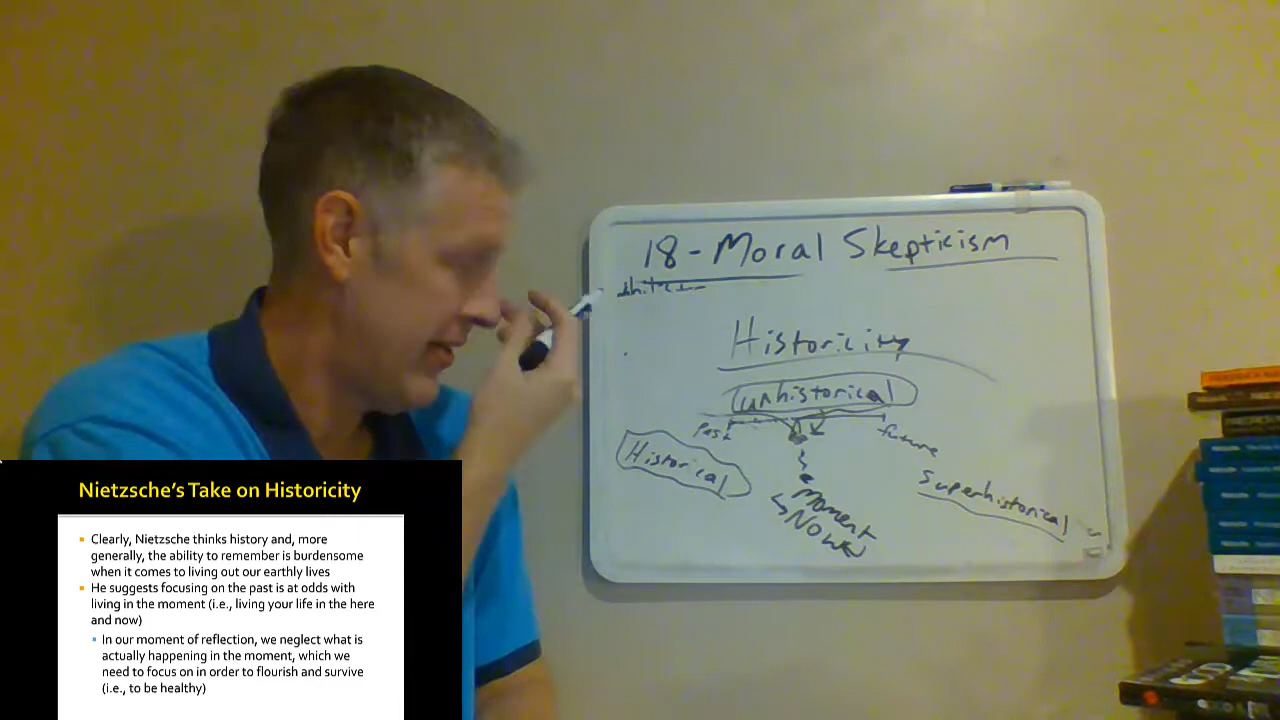 18 - Moral Skepticism
Historicity
unhistorical
Past
future
Historical
Superhistorical
Moment
Now
Nietzsche's Take on Historicity
Clearly, Nietzsche thinks history and, more
generally, the ability to remember is burdensome
when it comes to living out our earthly lives
He suggests focusing on the past is at odds with
living in the moment (i.e., living your life in the here
and now)
In our moment of reflection, we neglect what is
actually happening in the moment, which we
need to focus on in order to flourish and survive
(i.e., to be healthy)